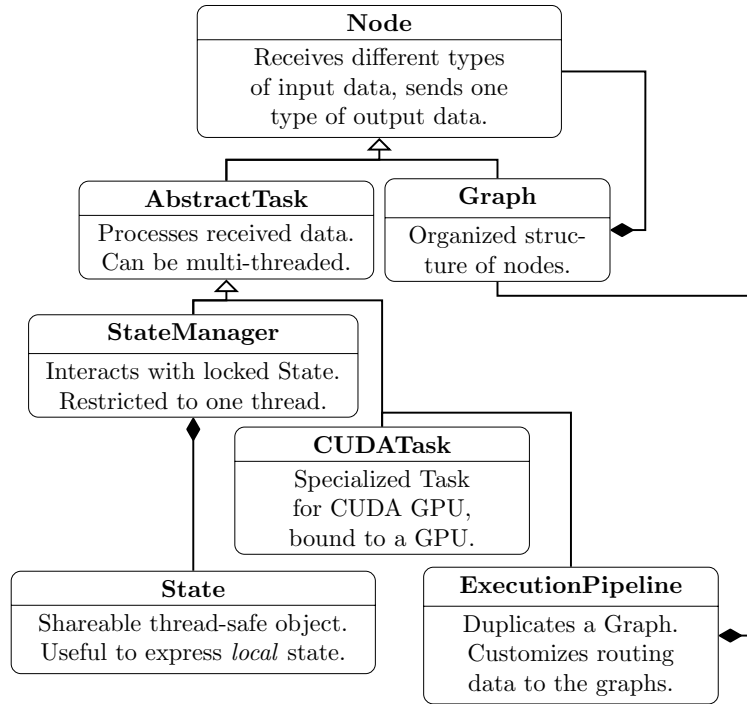 Node
Receives different types
of input data, sends one
type of output data.
AbstractTask
Processes received data.
Can be multi-threaded.
Graph
Organized struc-
ture of nodes.
StateManager
Interacts with locked State.
Restricted to one thread.
CUDATask
Specialized Task
for CUDA GPU,
bound to a GPU.
State
Shareable thread-safe object.
Useful to express local state.
ExecutionPipeline
Duplicates a Graph.
Customizes routing
data to the graphs.